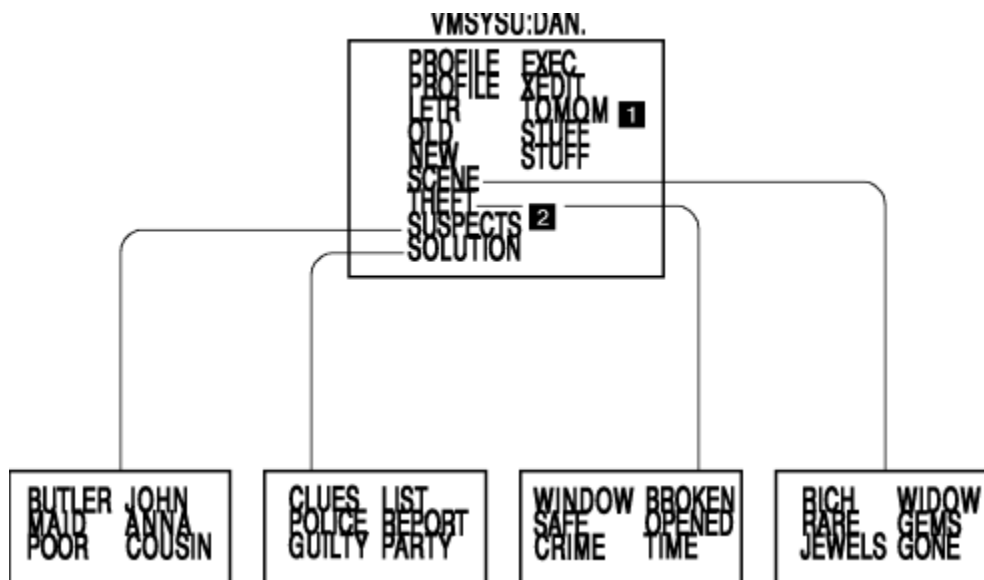 VMSYSU:DAN.
PROFILE EXEC
PROFILE XEDIT
LETR TOMOM 1
OLD STUFF
NEW STUFF
SCENE
THEFT
SUSPECTS 2
SOLUTION
BUTLER JOHN
MAID ANNA
POOR COUSIN
CLUES LIST
POLICE REPORT
GUILTY PARTY
WINDOW BROKEN
SAFE OPENED
CRIME TIME
RICH WIDOW
RARE GEMS
JEWELS GONE